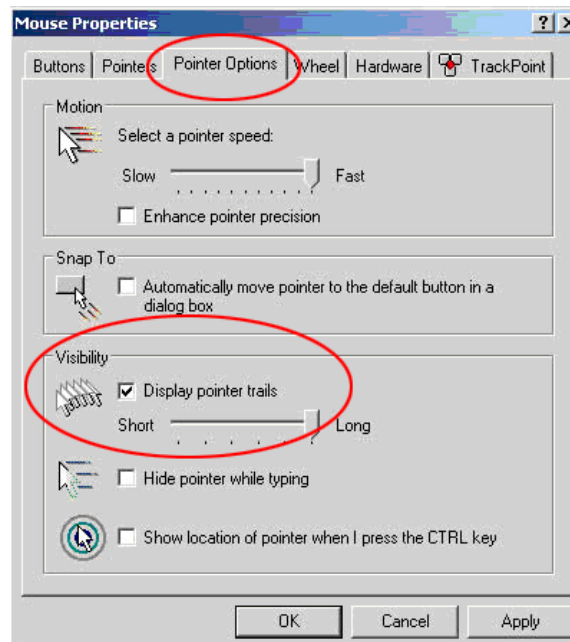 Mouse Properties
Buttons Pointers Pointer Options Wheel Hardware TrackPoint
Motion
Select a pointer speed:
Slow Fast
Enhance pointer precision
Snap To
Automatically move pointer to the default button in a
dialog box
Visibility
Display pointer trails
Short Long
Hide pointer while typing
Show location of pointer when I press the CTRL key
OK Cancel Apply